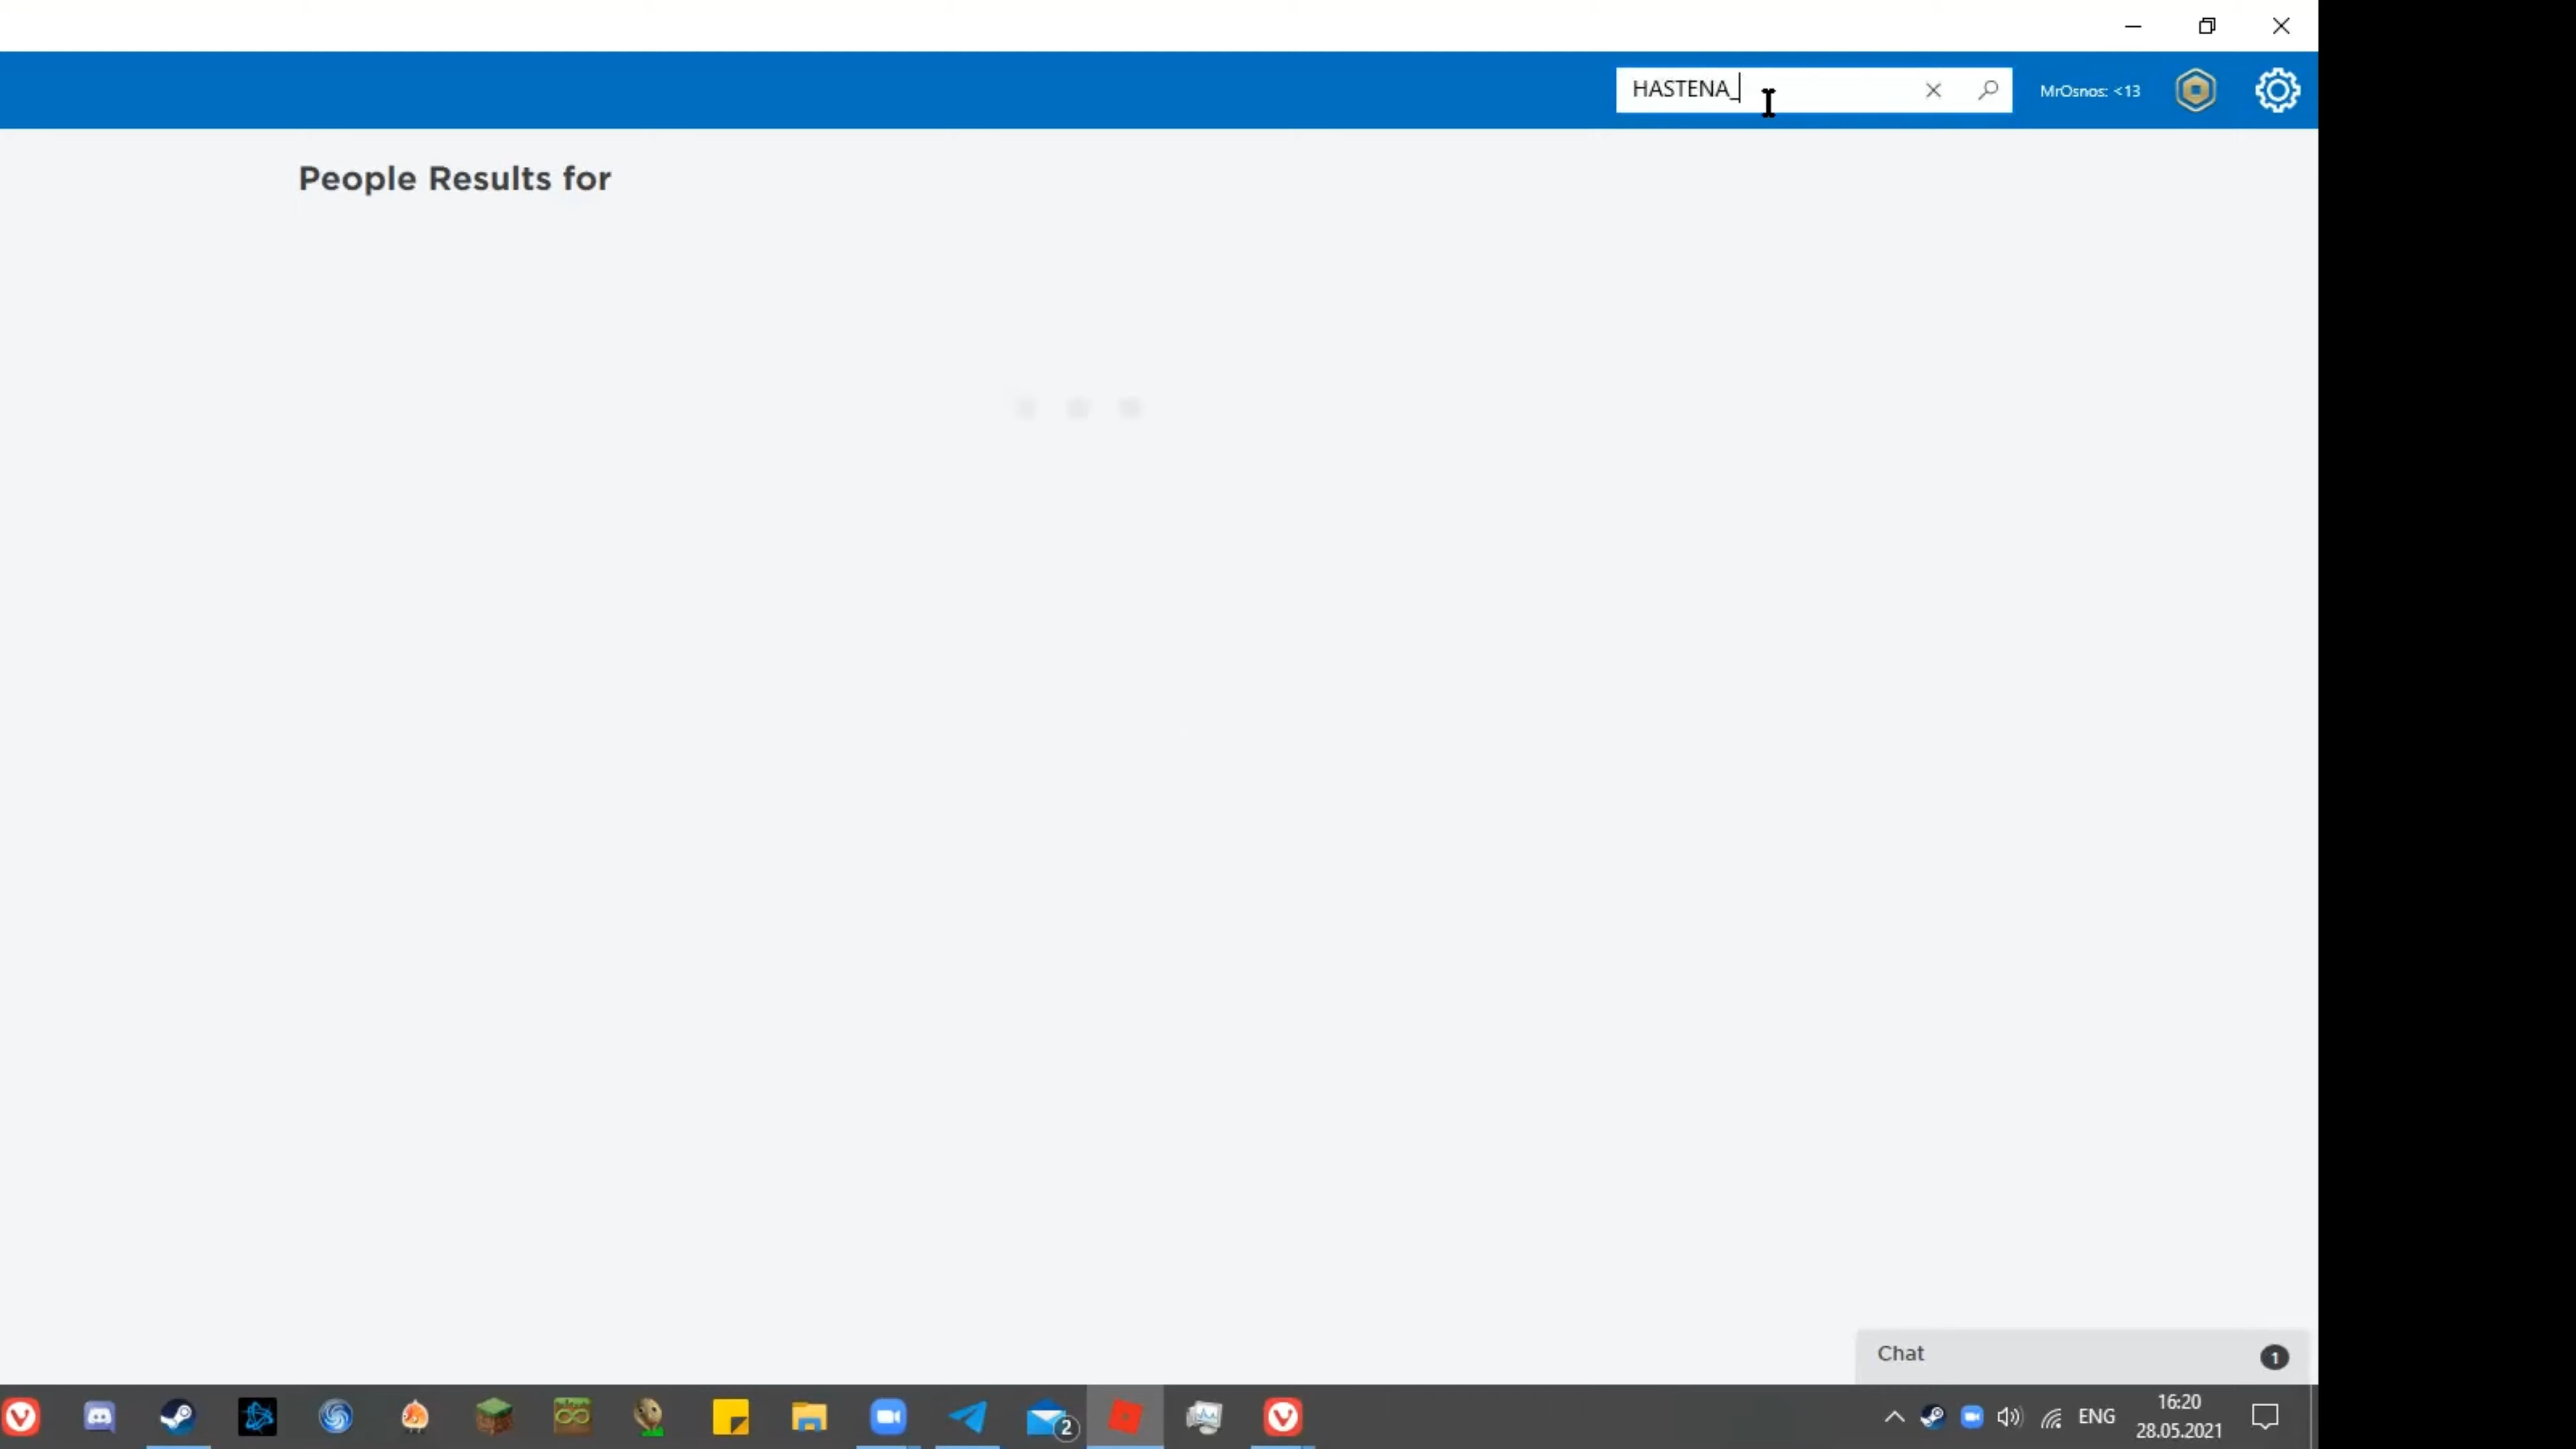 HASTENA_
MrOsnos: <13
People Results for
Chat
1
2
ENG
16:20
28.05.2021